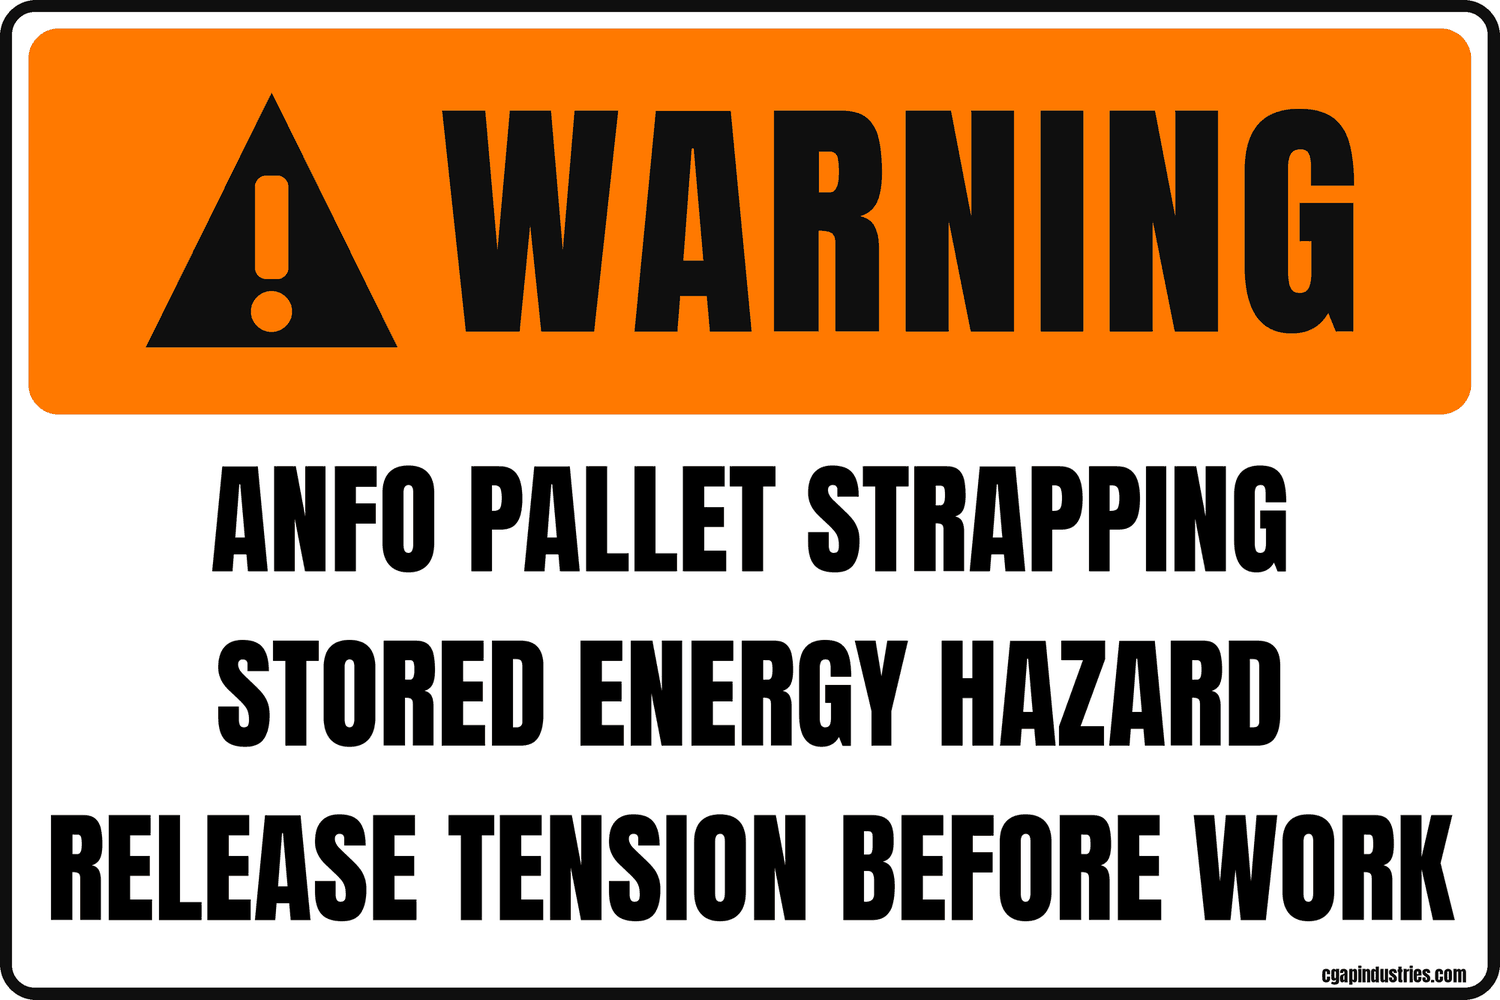 WARNING
ANFO PALLET STRAPPING
STORED ENERGY HAZARD
RELEASE TENSION BEFORE WORK
cgapindustries.com